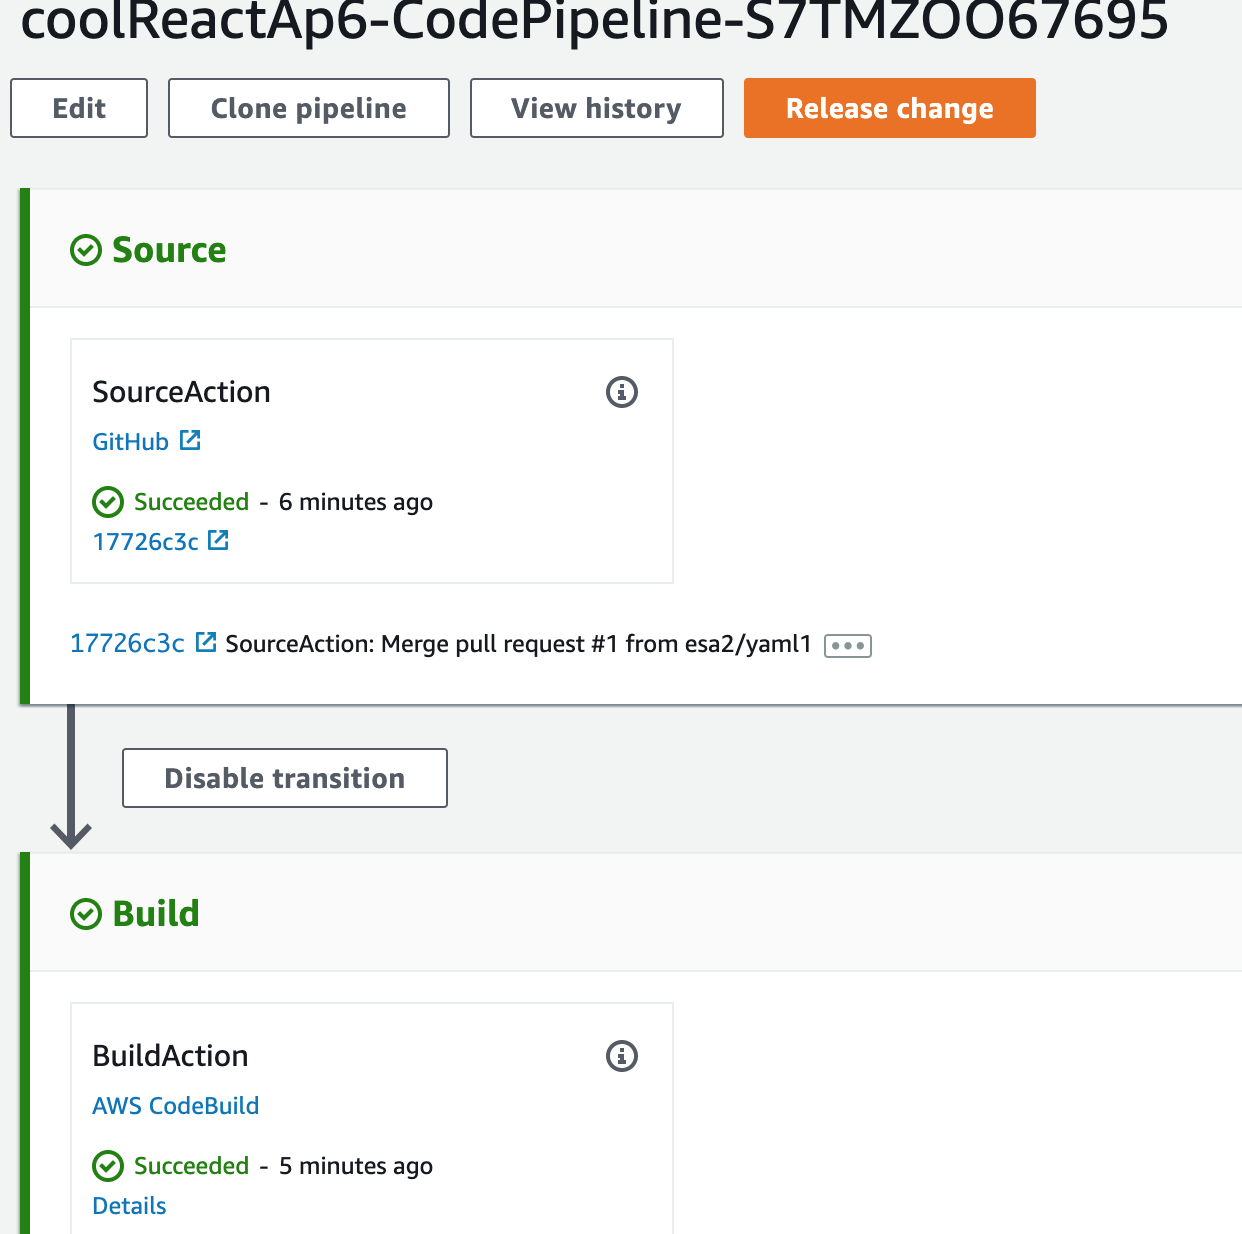 coolReactAp6-CodePipeline-S7TMZOO67695
Edit
Clone pipeline
View history
Release change
Source
SourceAction
GitHub
Succeeded - 6 minutes ago
17726c3c
17726c3c SourceAction: Merge pull request #1 from esa2/yaml1
Disable transition
Build
BuildAction
AWS CodeBuild
Succeeded - 5 minutes ago
Details